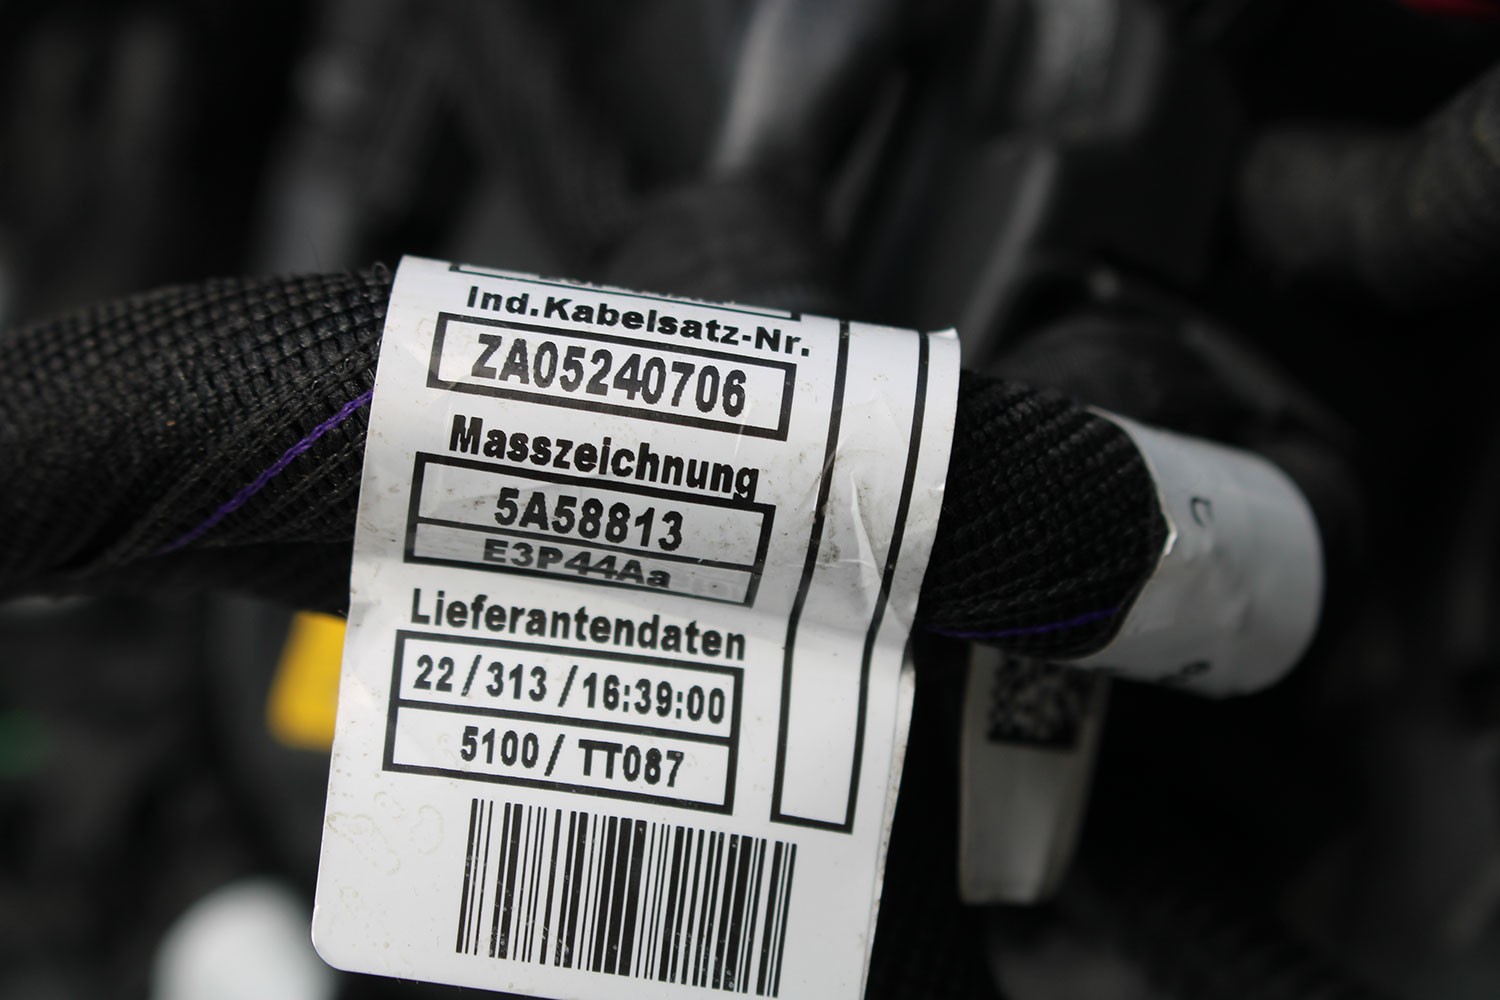 Ind.Kabelsatz-Nr.
ZA05240706
Masszeichnung
5A58813
E3P44Aa
Lieferantendaten
22/313/16:39:00
5100/ TT087